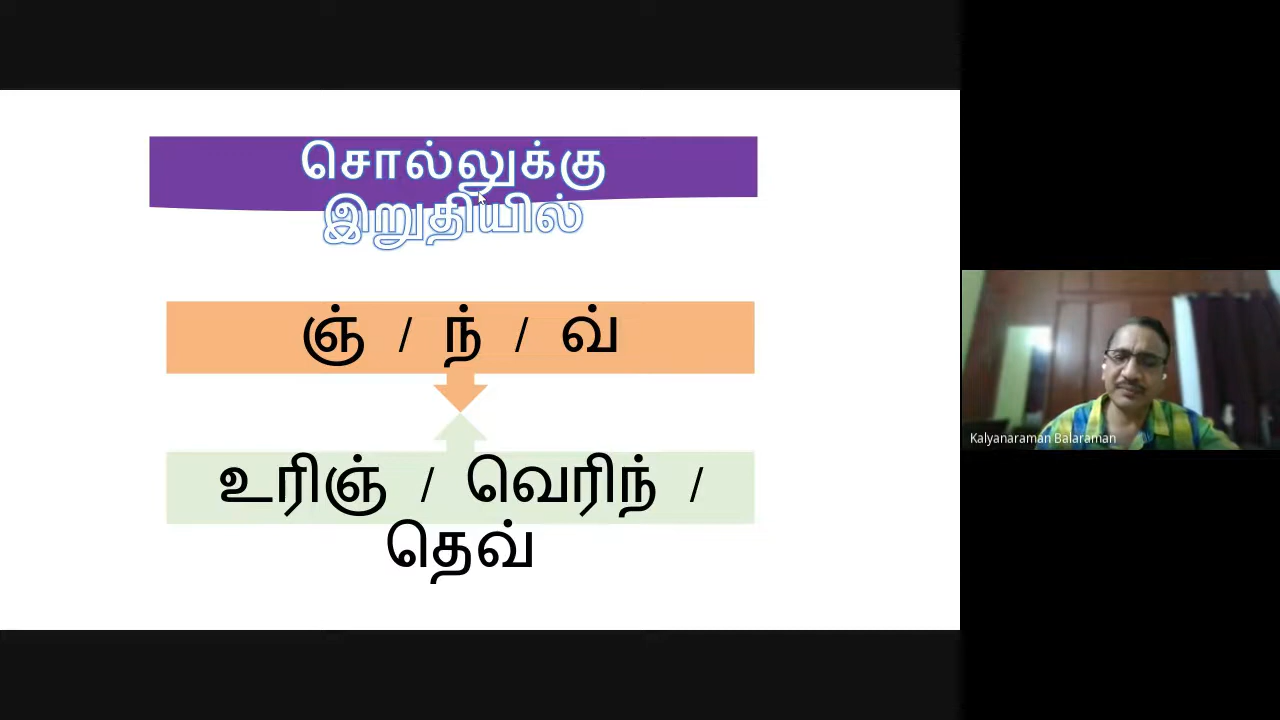 சொல்லுக்கு
இறுதியில்
ஞ் / ந் / வ்
உரிஞ் / வெரிந் /
தெவ்
Kalyanaraman Balaraman